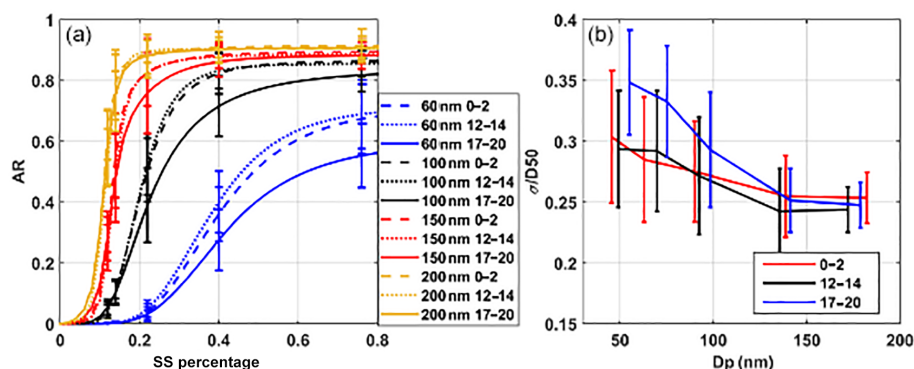 (a)
AR
1
0.8
0.6
0.4
0.2
0
0 0.2 0.4 0.6 0.8
SS percentage
60 nm 0–2
60 nm 12–14
60 nm 17–20
100 nm 0–2
100 nm 12–14
100 nm 17–20
150 nm 0–2
150 nm 12–14
150 nm 17–20
200 nm 0–2
200 nm 12–14
200 nm 17–20
(b)
σ/D50
0.4
0.35
0.3
0.25
0.2
0.15
50 100 150 200
Dp (nm)
0–2
12–14
17–20